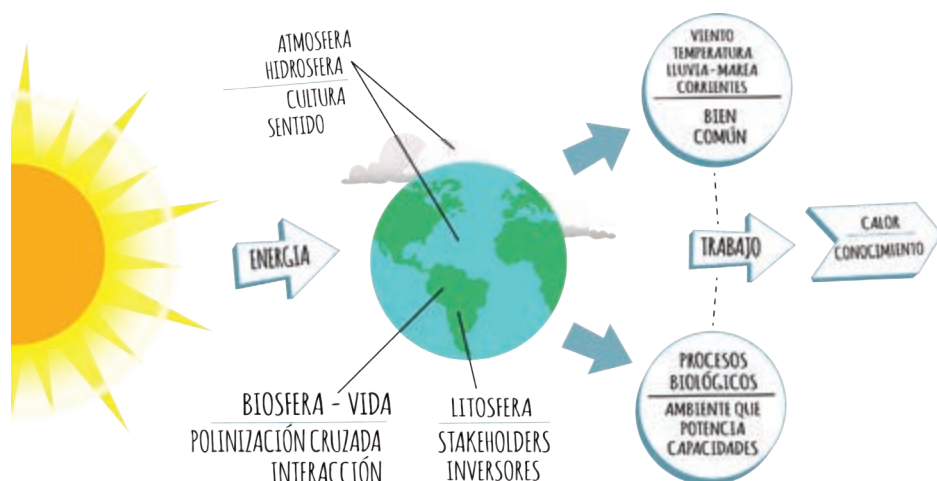 ATMOSFERA
HIDROSFERA
CULTURA
SENTIDO
VIENTO
TEMPERATURA
LLUVIA-MAREA
CORRIENTES
BIEN
COMÚN
ENERGIA
TRABAJO
CALOR
CONOCIMIENTO
BIOSFERA - VIDA
POLINIZACIÓN CRUZADA
INTERACCIÓN
LITOSFERA
STAKEHOLDERS
INVERSORES
PROCESOS
BIOLÓGICOS
AMBIENTE QUE
POTENCIA
CAPACIDADES